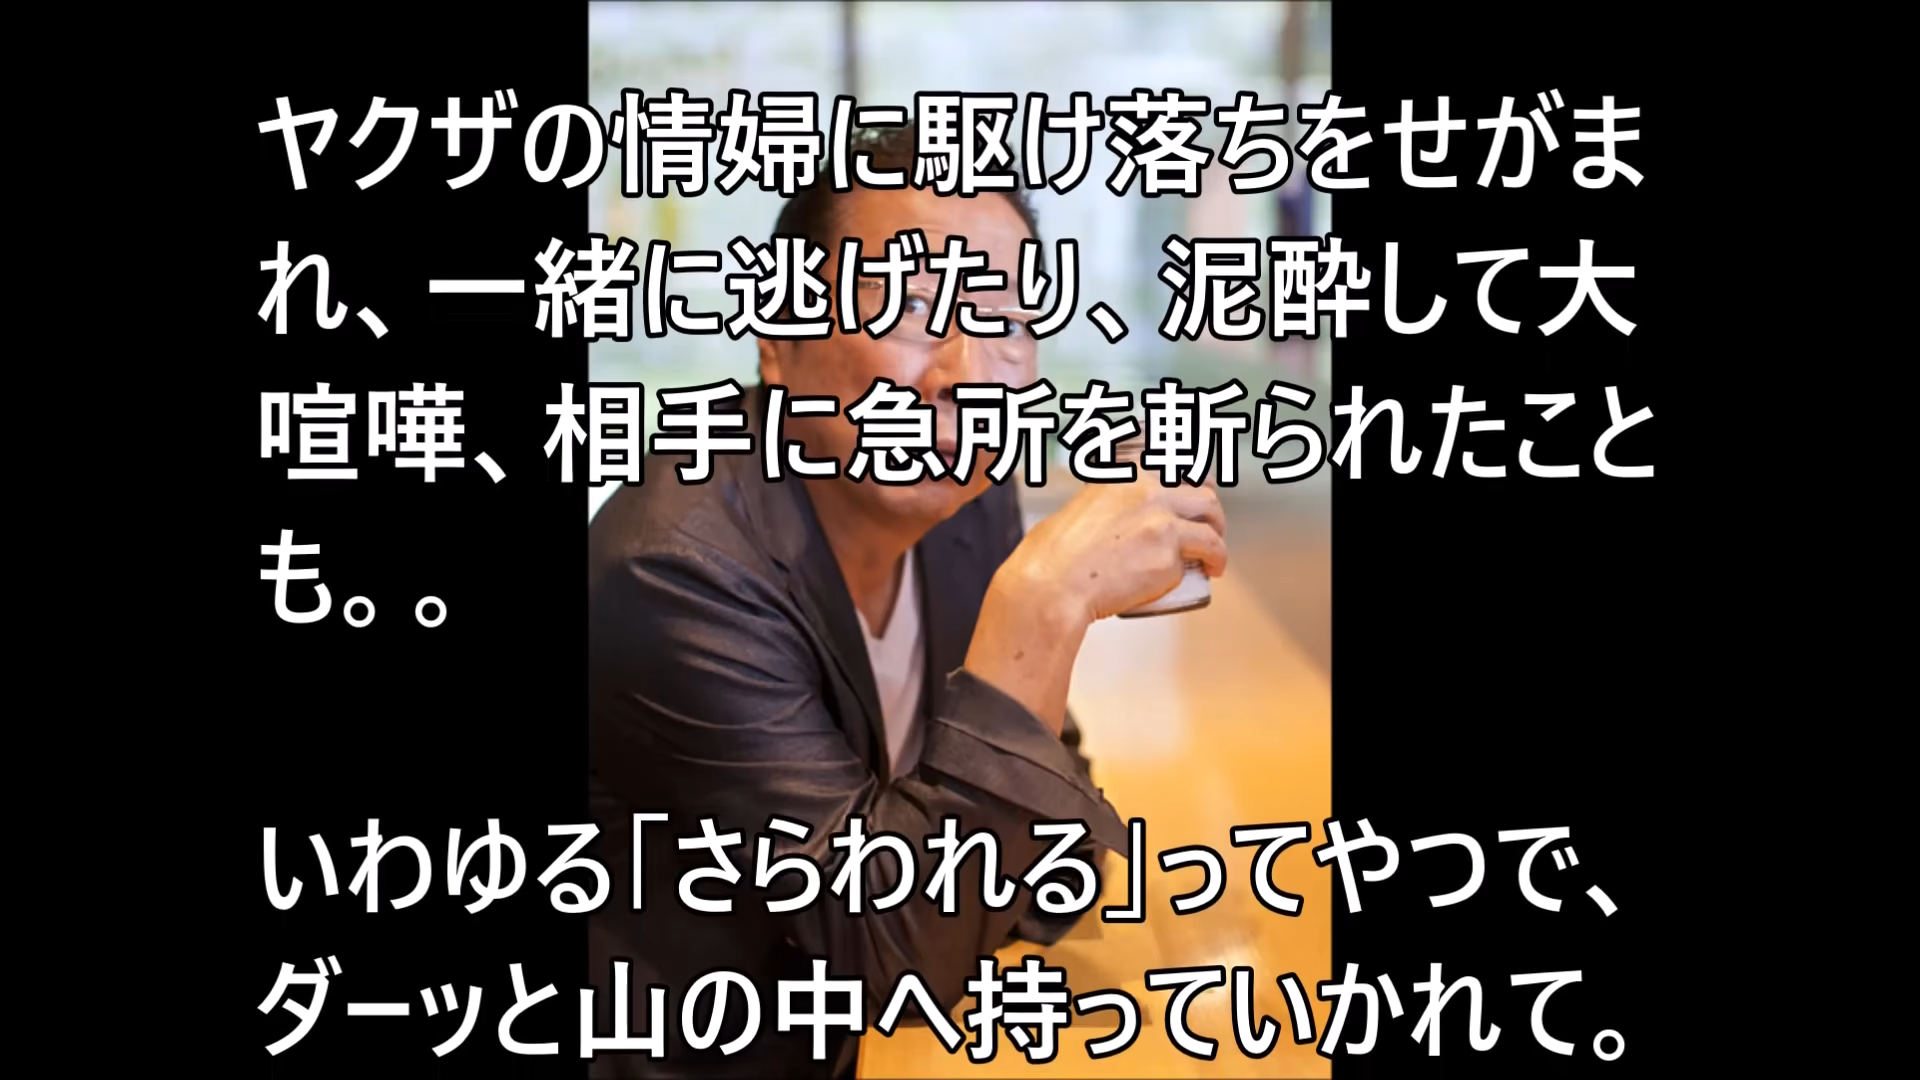 ヤクザの情婦に駆け落ちをせがま
れ、一緒に逃げたり、泥酔して大
喧嘩、相手に急所を斬られたこと
も。。
いわゆる「さらわれる」ってやつで、
ダーッと山の中へ持っていかれて。